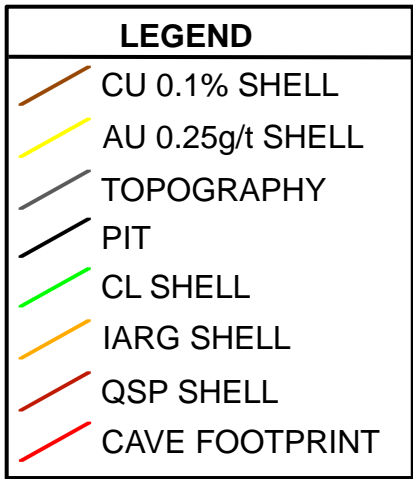 LEGEND
CU 0.1% SHELL
AU 0.25g/t SHELL
TOPOGRAPHY
PIT
CL SHELL
IARG SHELL
QSP SHELL
CAVE FOOTPRINT